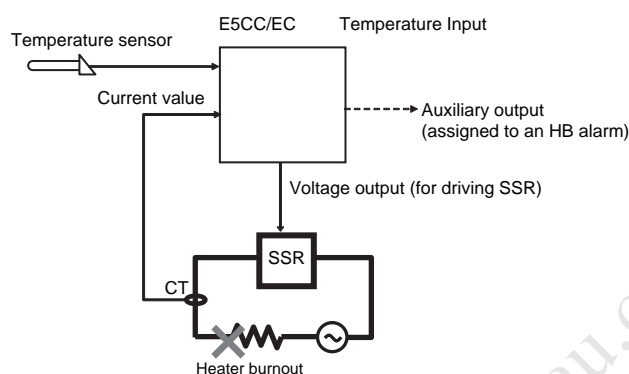 E5CC/EC
Temperature Input
Temperature sensor
Current value
Auxiliary output
(assigned to an HB alarm)
Voltage output (for driving SSR)
SSR
CT
Heater burnout